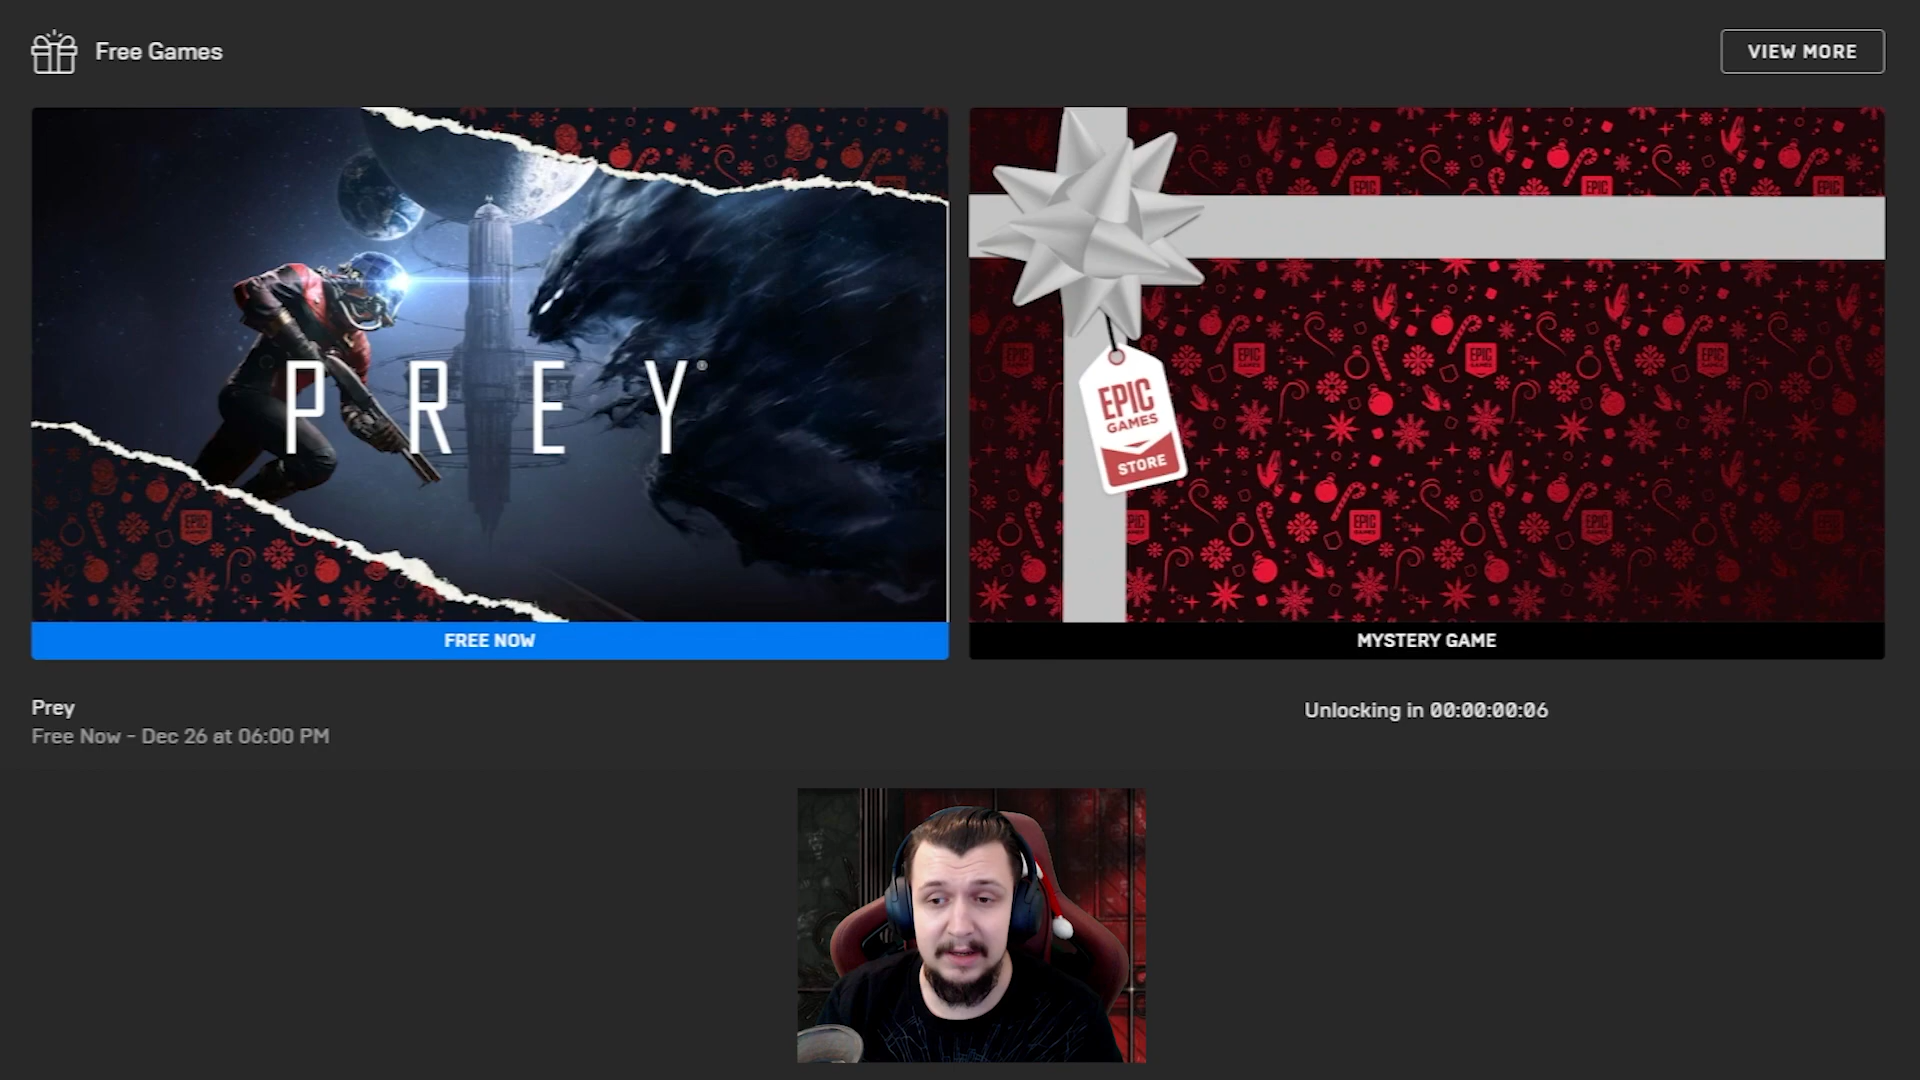 Free Games
VIEW MORE
PREY®
EPIC
GAMES
STORE
FREE NOW
MYSTERY GAME
Prey
Free Now - Dec 26 at 06:00 PM
Unlocking in 00:00:00:06